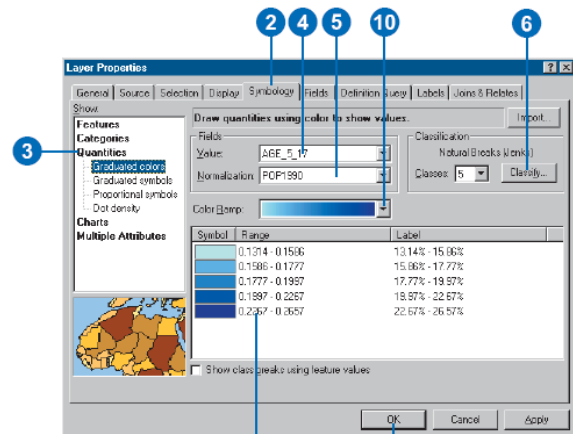 2 4 5 10 6
Layer Properties
General Source Selection Display Symbology Fields Definition Query Labels Joins & Relates
Show:
Features
Categories
3
Quantities
Graduated colors
Graduated symbols
Proportional symbols
Dot density
Charts
Multiple Attributes
Draw quantities using color to show values.
Import...
Fields
Value: AGE_5_17
Normalization: POP1990
Classification
Natural Breaks (Jenks)
Classes: 5 Classify...
Color Ramp:
Symbol Range Label
0.1314 - 0.1586 13.14% - 15.86%
0.1586 - 0.1777 15.86% - 17.77%
0.1777 - 0.1997 17.77% - 19.97%
0.1997 - 0.2267 19.97% - 22.67%
0.2267 - 0.2657 22.67% - 26.57%
Show class breaks using feature values
OK Cancel Apply